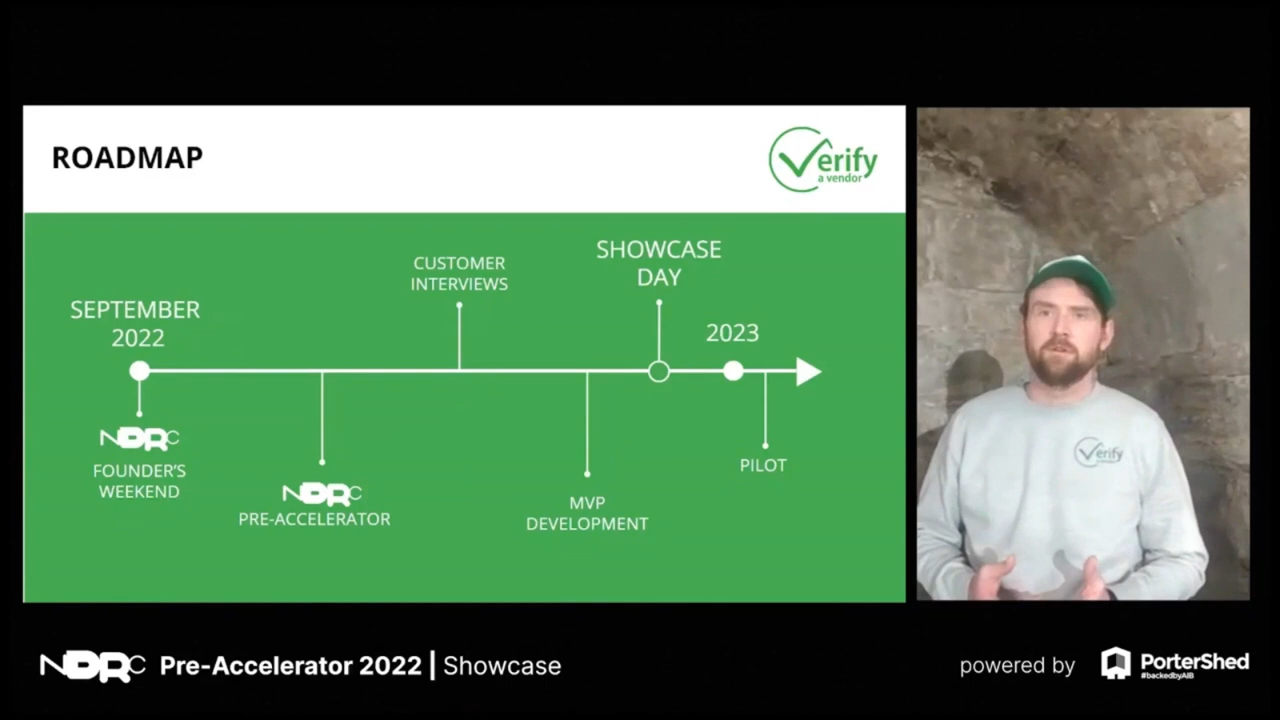 ROADMAP
Verify
a vendor
CUSTOMER
INTERVIEWS
SHOWCASE
DAY
SEPTEMBER
2022
2023
NDRC
FOUNDER'S
WEEKEND
NDRC
PRE-ACCELERATOR
MVP
DEVELOPMENT
PILOT
Verify
NDRC Pre-Accelerator 2022 | Showcase
powered by PorterShed
#backedbyAIB